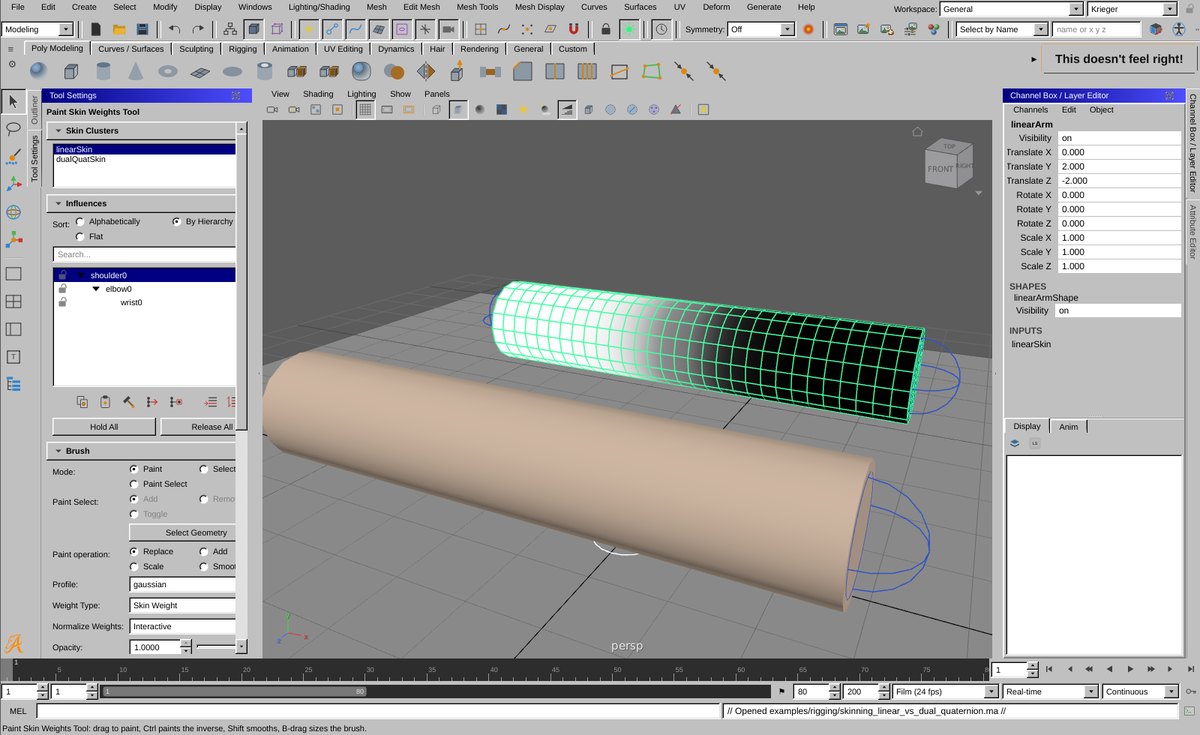 File Edit Create Select Modify Display Windows Lighting/Shading Mesh Edit Mesh Mesh Tools Mesh Display Curves Surfaces UV Deform Generate Help Workspace: General Krieger
Modeling Symmetry: Off Select by Name name or x y z
Poly Modeling Curves / Surfaces Sculpting Rigging Animation UV Editing Dynamics Hair Rendering General Custom
This doesn't feel right!
Tool Settings
Paint Skin Weights Tool
Outliner
Tool Settings
Skin Clusters
linearSkin
dualQuatSkin
Influences
Sort: Alphabetically By Hierarchy
Flat
Search...
shoulder0
elbow0
wrist0
Hold All Release All
Brush
Mode: Paint Select
Paint Select
Paint Select: Add Remo
Toggle
Select Geometry
Paint operation: Replace Add
Scale Smoot
Profile: gaussian
Weight Type: Skin Weight
Normalize Weights: Interactive
Opacity: 1.0000
View Shading Lighting Show Panels
TOP
FRONT
RIGHT
persp
Channel Box / Layer Editor
Channels Edit Object
linearArm
Visibility on
Translate X 0.000
Translate Y 2.000
Translate Z -2.000
Rotate X 0.000
Rotate Y 0.000
Rotate Z 0.000
Scale X 1.000
Scale Y 1.000
Scale Z 1.000
SHAPES
linearArmShape
Visibility on
INPUTS
linearSkin
Display Anim
Channel Box / Layer Editor
Attribute Editor
1 5 10 15 20 25 30 35 40 45 50 55 60 65 70 75 1
1 1 1 80 80 200 Film (24 fps) Real-time Continuous
MEL // Opened examples/rigging/skinning_linear_vs_dual_quaternion.ma //
Paint Skin Weights Tool: drag to paint, Ctrl paints the inverse, Shift smooths, B-drag sizes the brush.